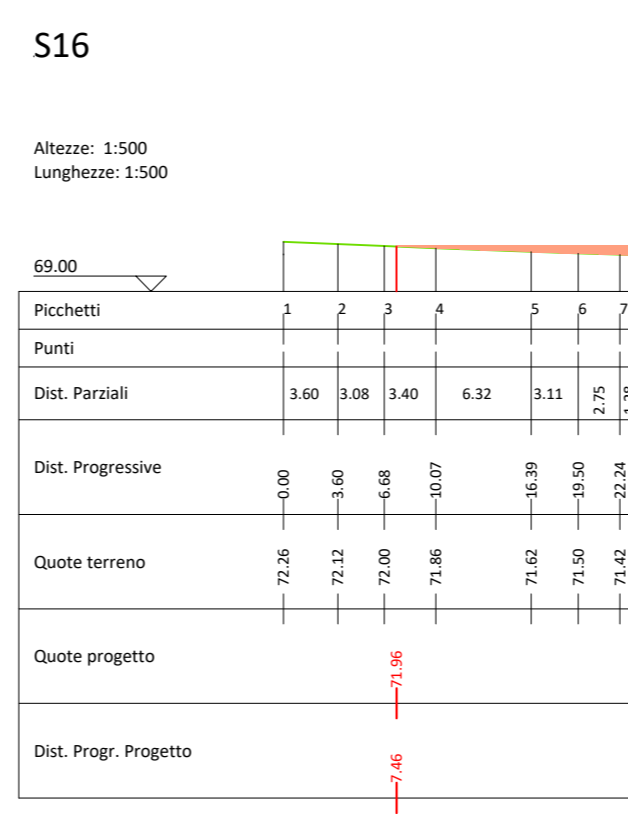 S16
Altezze: 1:500
Lunghezze: 1:500
69.00
Picchetti 1 2 3 4 5 6 7
Punti
Dist. Parziali 3.60 3.08 3.40 6.32 3.11 2.75
Dist. Progressive 0.00 3.60 6.68 10.07 16.39 19.50 22.24
Quote terreno 72.26 72.12 72.00 71.86 71.62 71.50 71.42
Quote progetto 71.96
Dist. Progr. Progetto 7.46